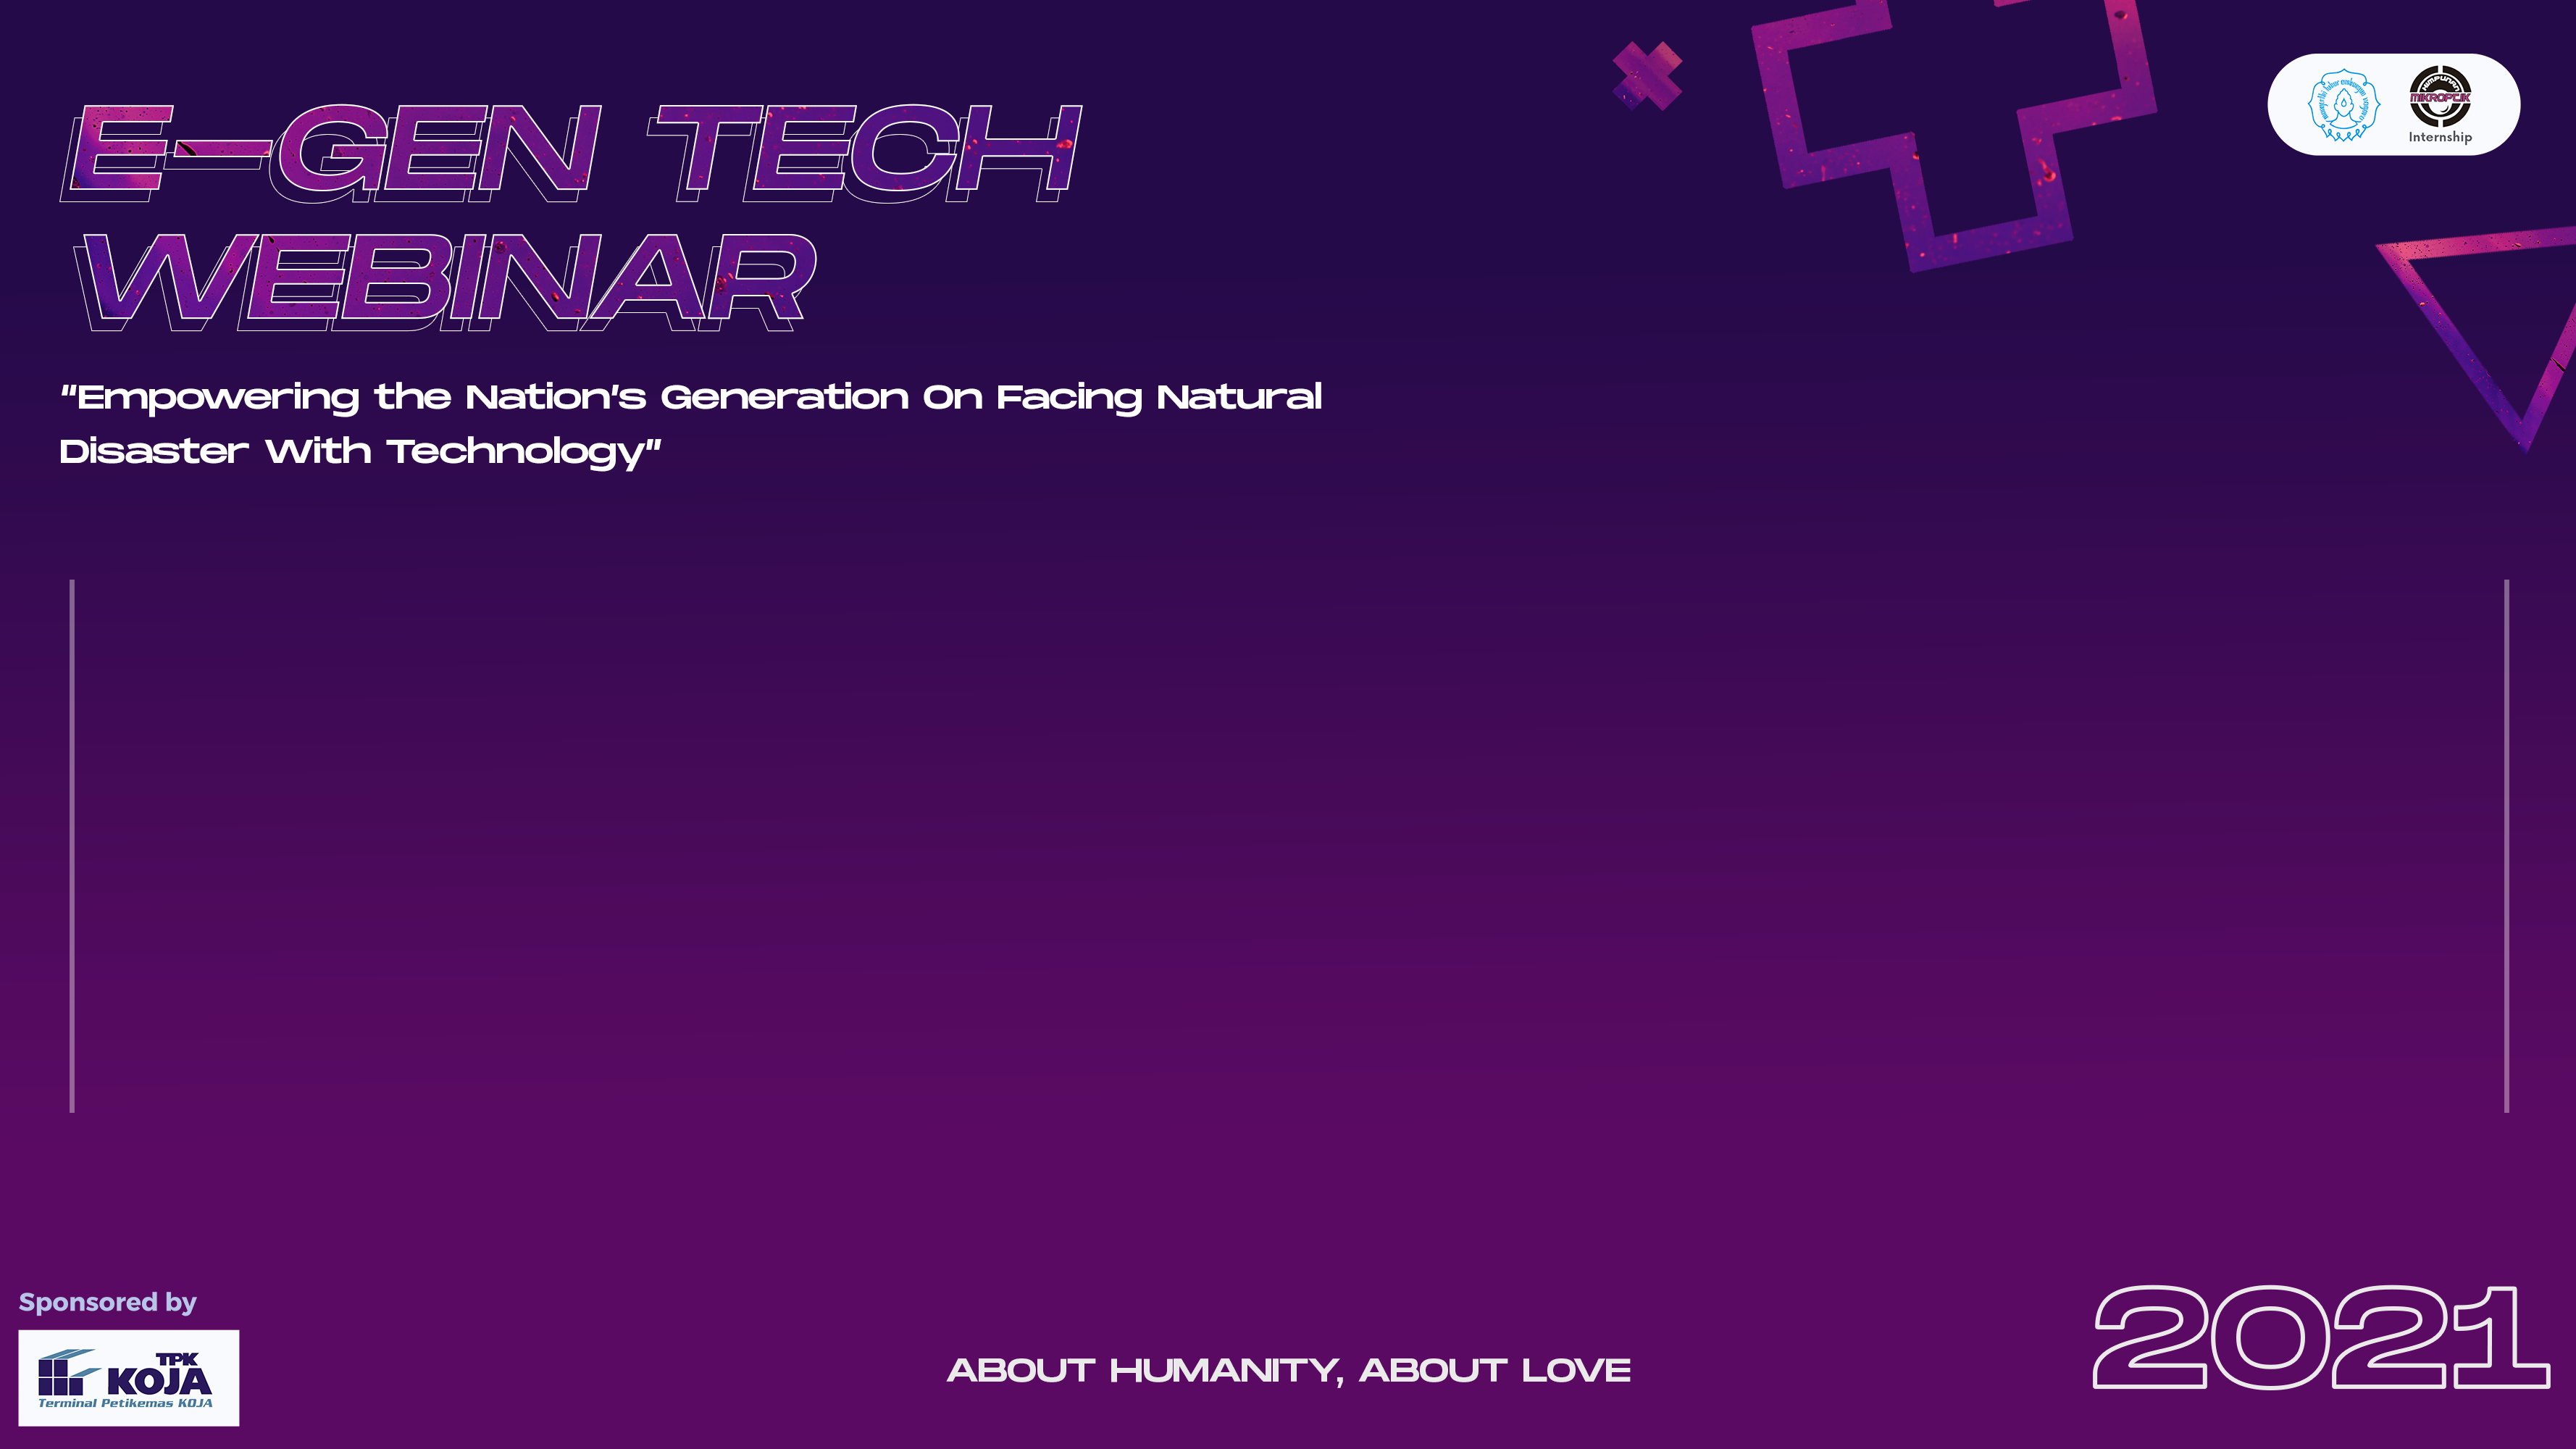 E-GEN TECH
WEBINAR
"Empowering the Nation's Generation On Facing Natural
Disaster With Technology"
HIMPUNAN
MIKROPTIK
Internship
Sponsored by
TPK
KOJA
Terminal Petikemas KOJA
ABOUT HUMANITY, ABOUT LOVE
2021